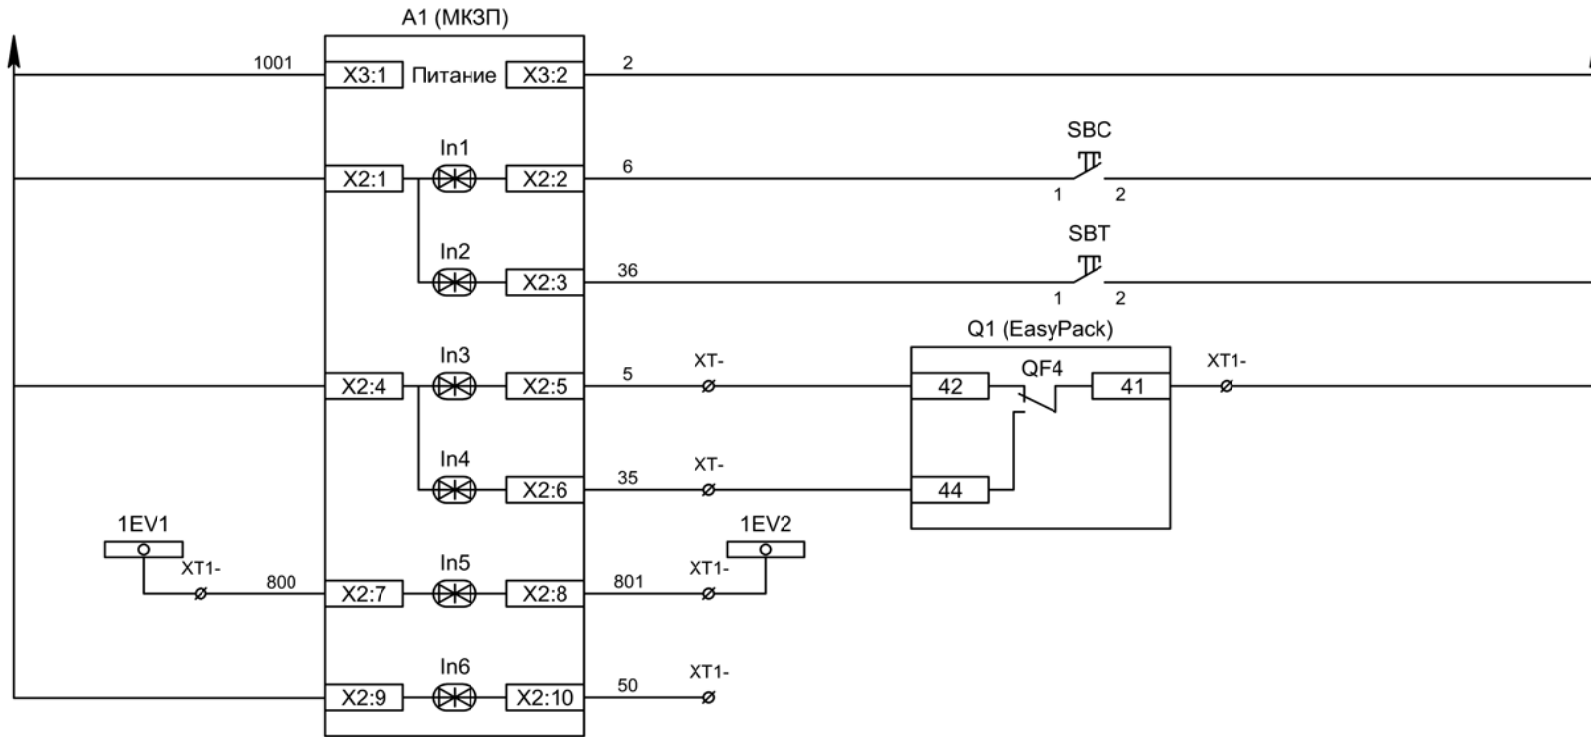 A1 (МКЗП)
1001
X3:1
Питание
X3:2
2
In1
SBC
X2:1
X2:2
6
1
2
In2
SBT
X2:3
36
1
2
Q1 (EasyPack)
In3
XT-
QF4
XT1-
X2:4
X2:5
5
42
41
In4
XT-
X2:6
35
44
1EV1
1EV2
XT1-
In5
XT1-
800
X2:7
X2:8
801
In6
XT1-
X2:9
X2:10
50